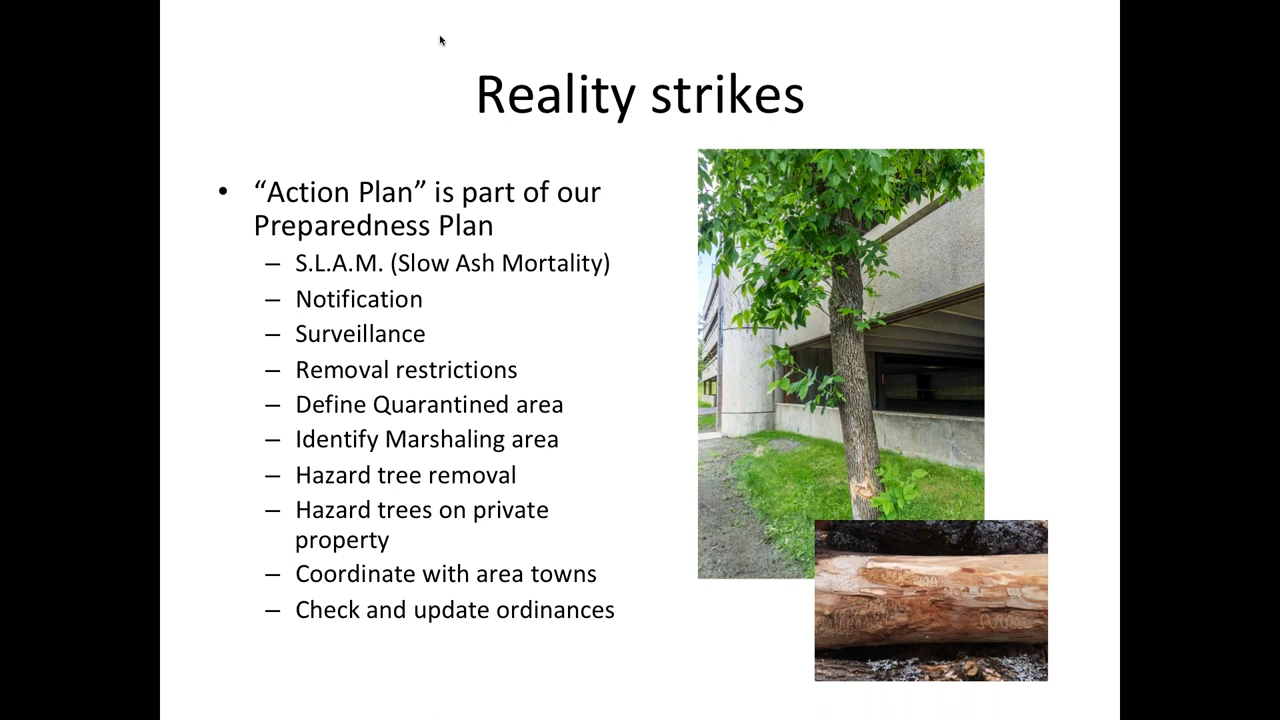 Reality strikes
• “Action Plan” is part of our
Preparedness Plan
– S.L.A.M. (Slow Ash Mortality)
– Notification
– Surveillance
– Removal restrictions
– Define Quarantined area
– Identify Marshaling area
– Hazard tree removal
– Hazard trees on private
property
– Coordinate with area towns
– Check and update ordinances